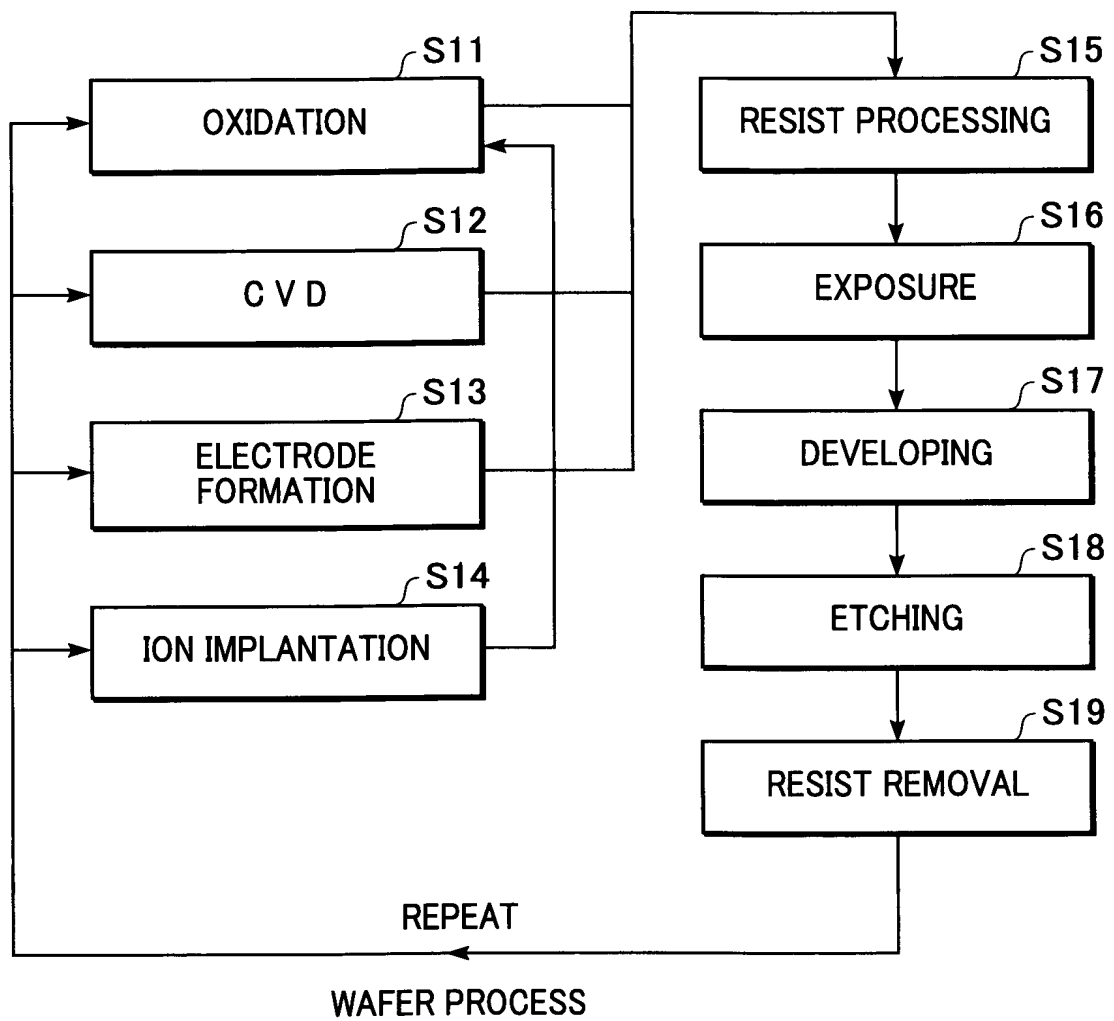 S11
OXIDATION
S12
C V D
S13
ELECTRODE
FORMATION
S14
ION IMPLANTATION
S15
RESIST PROCESSING
S16
EXPOSURE
S17
DEVELOPING
S18
ETCHING
S19
RESIST REMOVAL
REPEAT
WAFER PROCESS